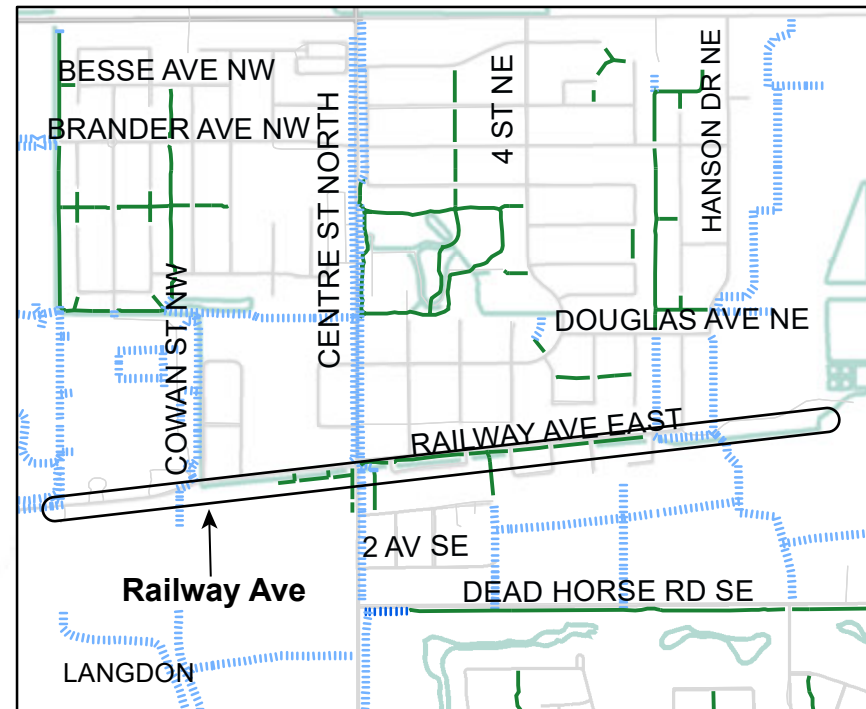 BESSE AVE NW
BRANDER AVE NW
CENTRE ST NORTH
4 ST NE
HANSON DR NE
COWAN ST NW
DOUGLAS AVE NE
RAILWAY AVE EAST
2 AV SE
Railway Ave
DEAD HORSE RD SE
LANGDON